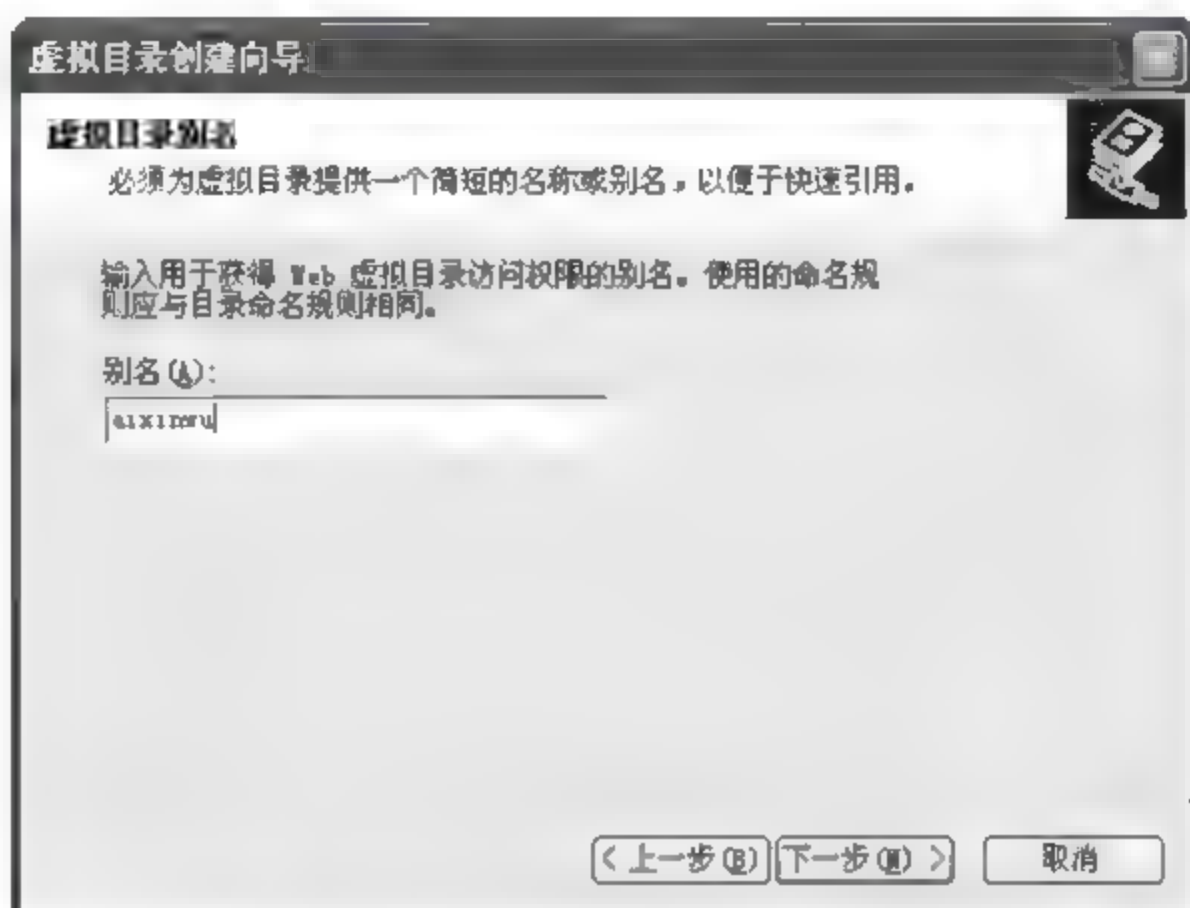 虚拟目录创建向导
虚拟目录别名
必须为虚拟目录提供一个简短的名称或别名，以便于快速引用。
输入用于获得 Web 虚拟目录访问权限的别名。使用的命名规
则应与目录命名规则相同。
别名(A):
aixinwu
< 上一步(B) 下一步(N) > 取消